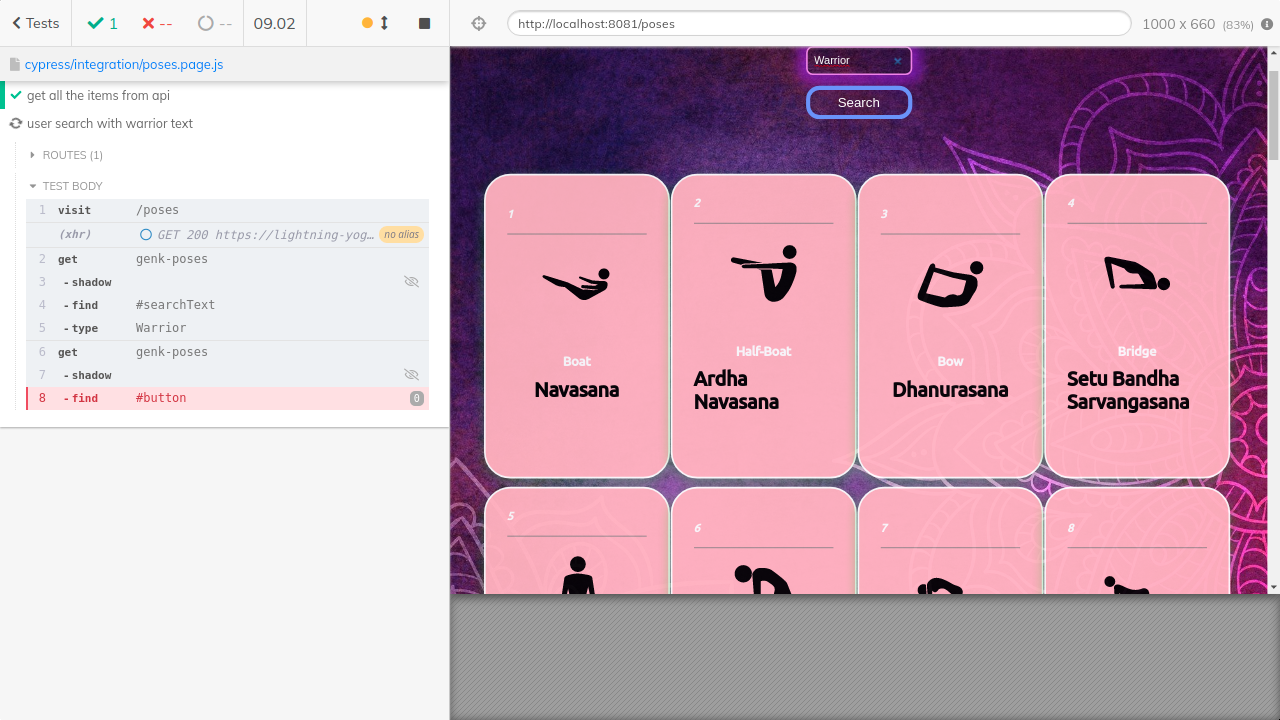 Tests
1
--
--
09.02
http://localhost:8081/poses
1000 x 660 (83%)
cypress/integration/poses.page.js
get all the items from api
user search with warrior text
ROUTES (1)
TEST BODY
1 visit /poses
(xhr) GET 200 https://lightning-yog… no alias
2 get genk-poses
3 - shadow
4 - find #searchText
5 - type Warrior
6 get genk-poses
7 - shadow
8 - find #button 0
Warrior ×
Search
1
Boat
Navasana
2
Half-Boat
Ardha
Navasana
3
Bow
Dhanurasana
4
Bridge
Setu Bandha
Sarvangasana
5
6
7
8